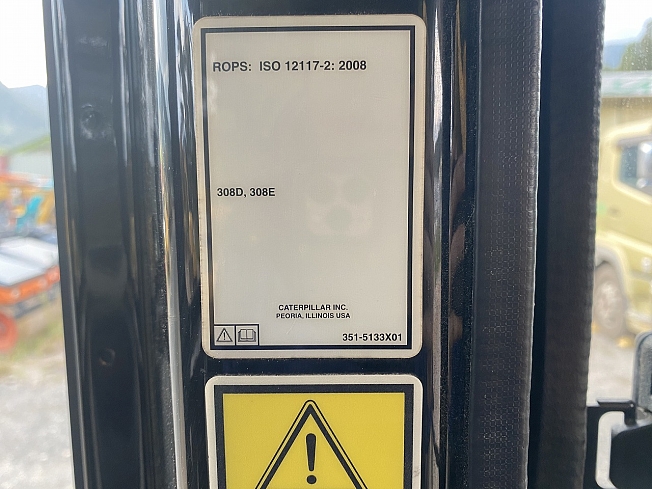 ROPS: ISO 12117-2: 2008
308D, 308E
CATERPILLAR INC.
PEORIA, ILLINOIS USA
351-5133X01
!